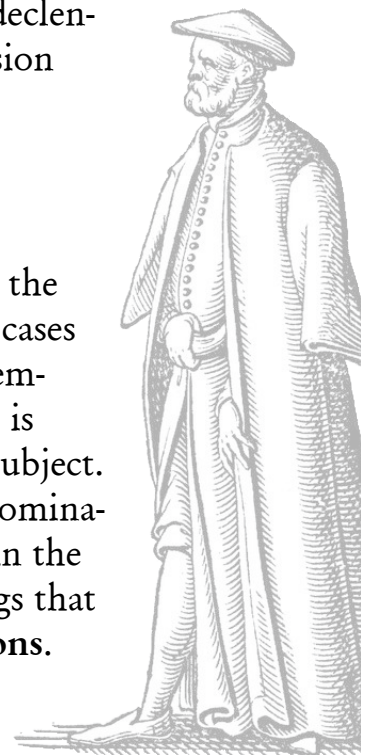 declen-
sion
the
cases
em-
is
ubject.
omina-
n the
gs that
ons.